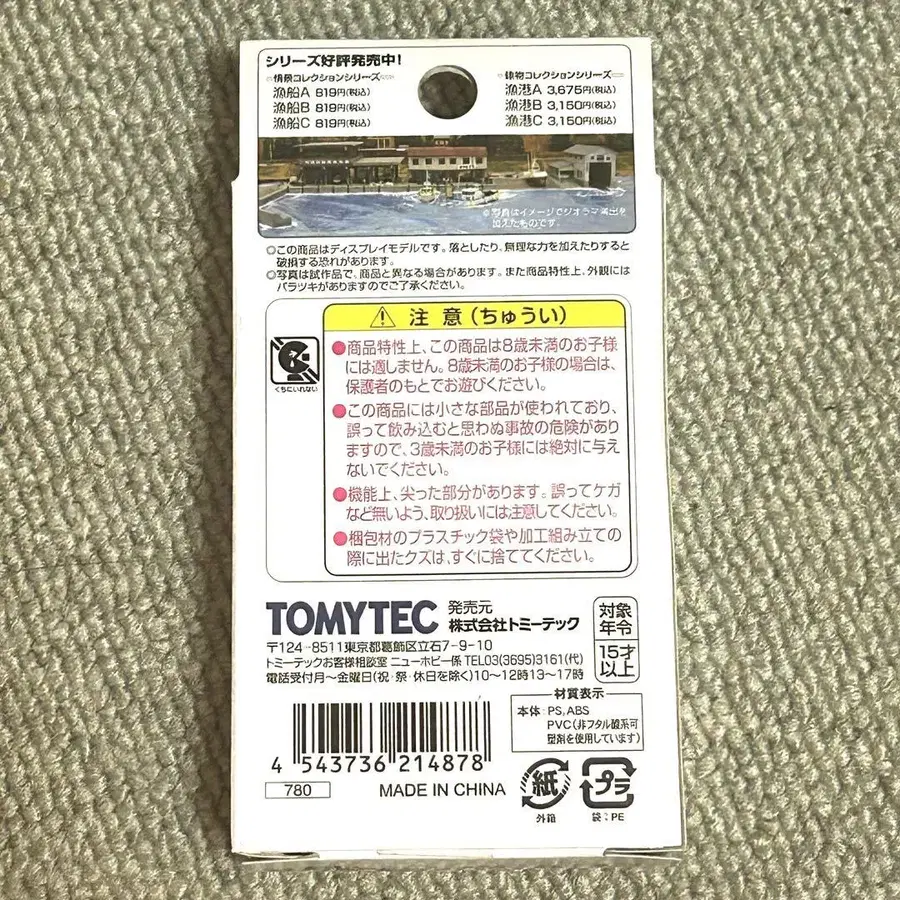 シリーズ好評発売中!
情景コレクションシリーズ
漁船A 819円(税込)
漁船B 819円(税込)
漁船C 819円(税込)
建物コレクションシリーズ
漁港A 3,675円(税込)
漁港B 3,150円(税込)
漁港C 3,150円(税込)
※写真はイメージでジオラマ演出を
加えたものです。
◎この商品はディスプレイモデルです。落としたり、無理な力を加えたりすると
破損する恐れがあります。
◎写真は試作品で、商品と異なる場合があります。また商品特性上、外観には
バラツキがありますのでご了承ください。
くちにいれない
注意(ちゅうい)
●商品特性上、この商品は8歳未満のお子様
には適しません。8歳未満のお子様の場合は、
保護者のもとでお遊びください。
●この商品には小さな部品が使われており、
誤って飲み込むと思わぬ事故の危険があり
ますので、3歳未満のお子様には絶対に与え
ないでください。
●機能上、尖った部分があります。誤ってケガ
など無いよう、取り扱いには注意してください。
●梱包材のプラスチック袋や加工組み立ての
際に出たクズは、すぐに捨ててください。
TOMYTEC 発売元
株式会社トミーテック
〒124-8511東京都葛飾区立石7-9-10
トミーテックお客様相談室 ニューホビー係 TEL03(3695)3161(代)
電話受付月〜金曜日(祝・祭・休日を除く)10〜12時13〜17時
対象
年令
15才
以上
材質表示
本体:PS,ABS
PVC(非フタル酸系可
塑剤を使用しています)
4 543736 214878
780
MADE IN CHINA
紙
外箱
プラ
袋:PE